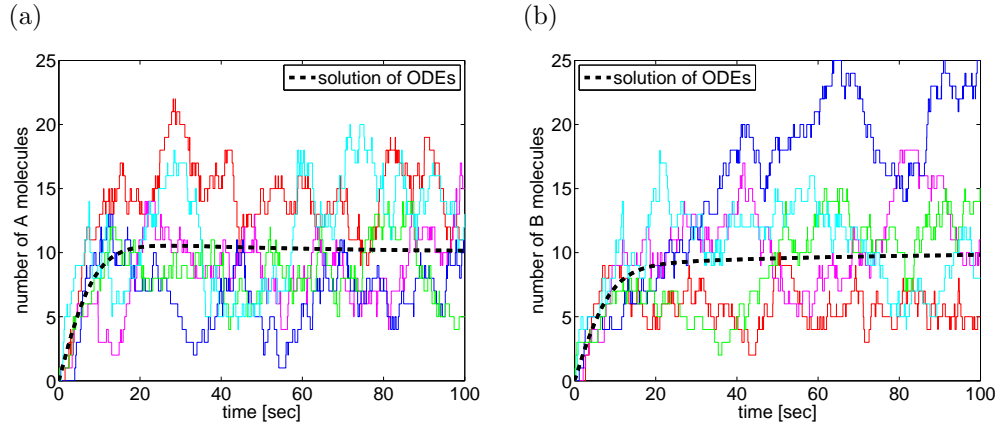 (a)
(b)
solution of ODEs
number of A molecules
25
20
15
10
5
0
0 20 40 60 80 100
time [sec]
solution of ODEs
number of B molecules
25
20
15
10
5
0
0 20 40 60 80 100
time [sec]